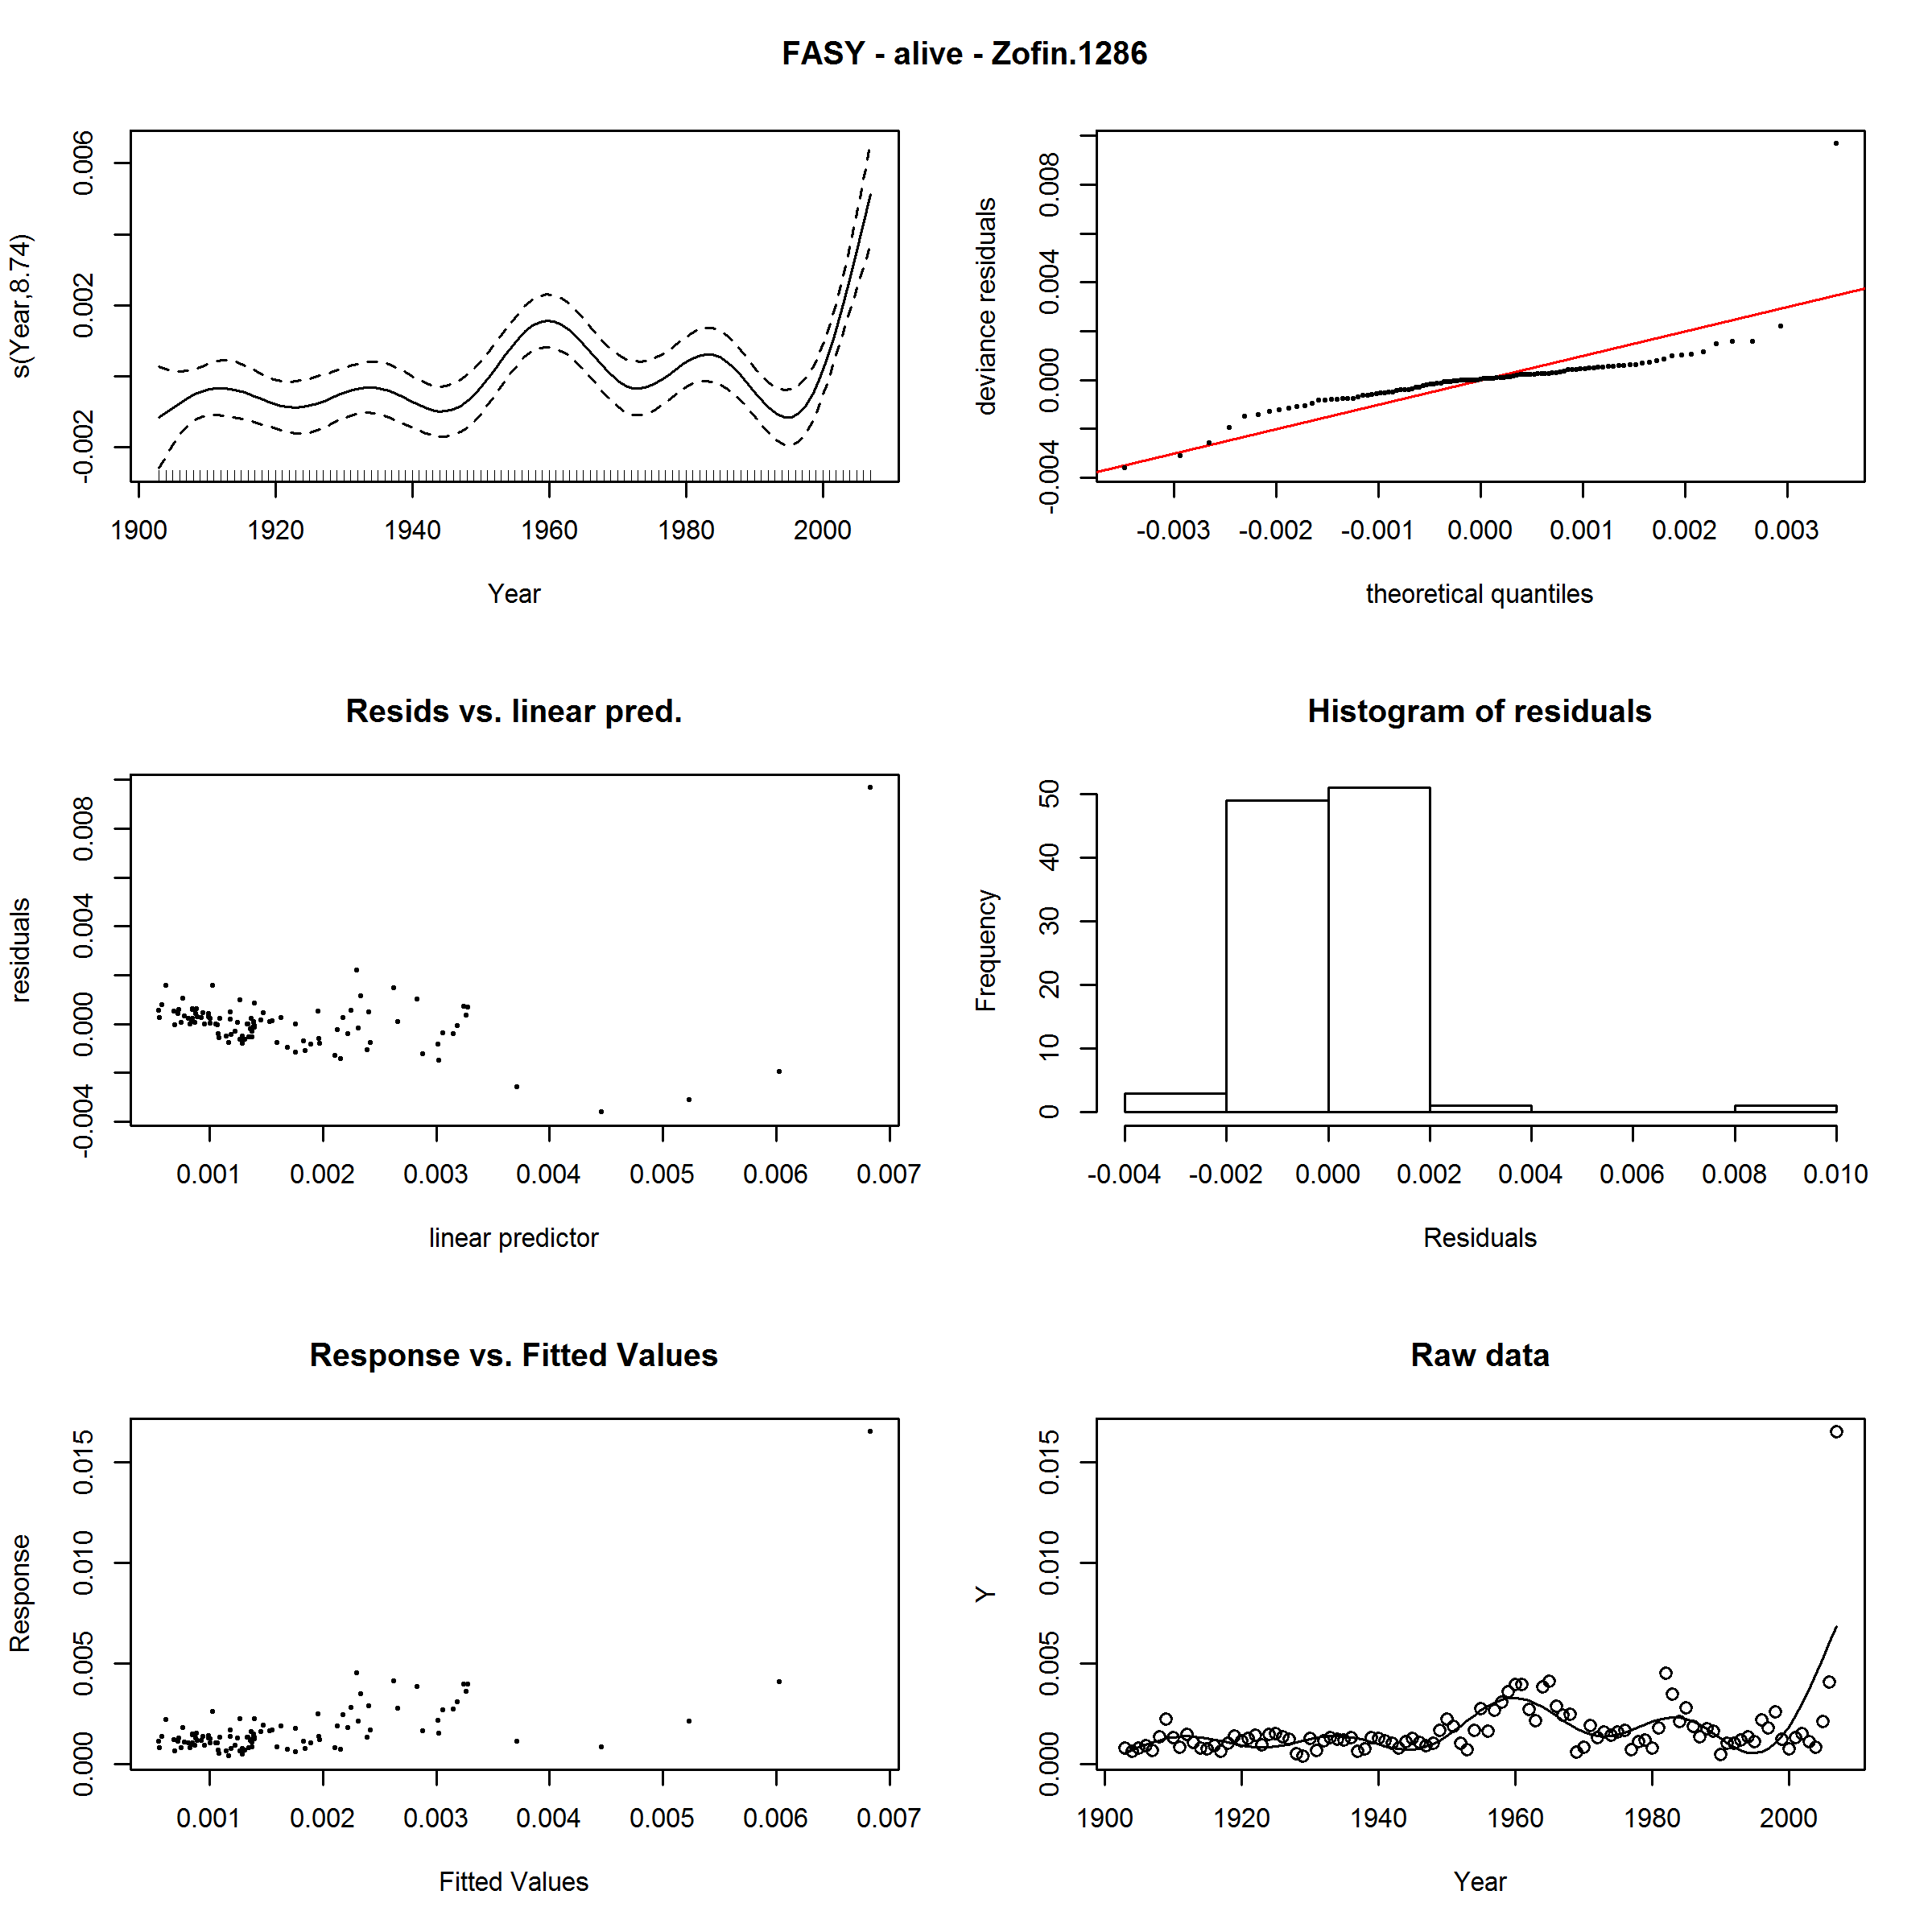 FASY - alive - Zofin.1286
s(Year,8.74)
-0.002 0.002 0.006
1900 1920 1940 1960 1980 2000
Year
deviance residuals
-0.004 0.000 0.004 0.008
-0.003 -0.002 -0.001 0.000 0.001 0.002 0.003
theoretical quantiles
Resids vs. linear pred.
residuals
-0.004 0.000 0.004 0.008
0.001 0.002 0.003 0.004 0.005 0.006 0.007
linear predictor
Histogram of residuals
Frequency
0 10 20 30 40 50
-0.004 -0.002 0.000 0.002 0.004 0.006 0.008 0.010
Residuals
Response vs. Fitted Values
Response
0.000 0.005 0.010 0.015
0.001 0.002 0.003 0.004 0.005 0.006 0.007
Fitted Values
Raw data
Y
0.000 0.005 0.010 0.015
1900 1920 1940 1960 1980 2000
Year